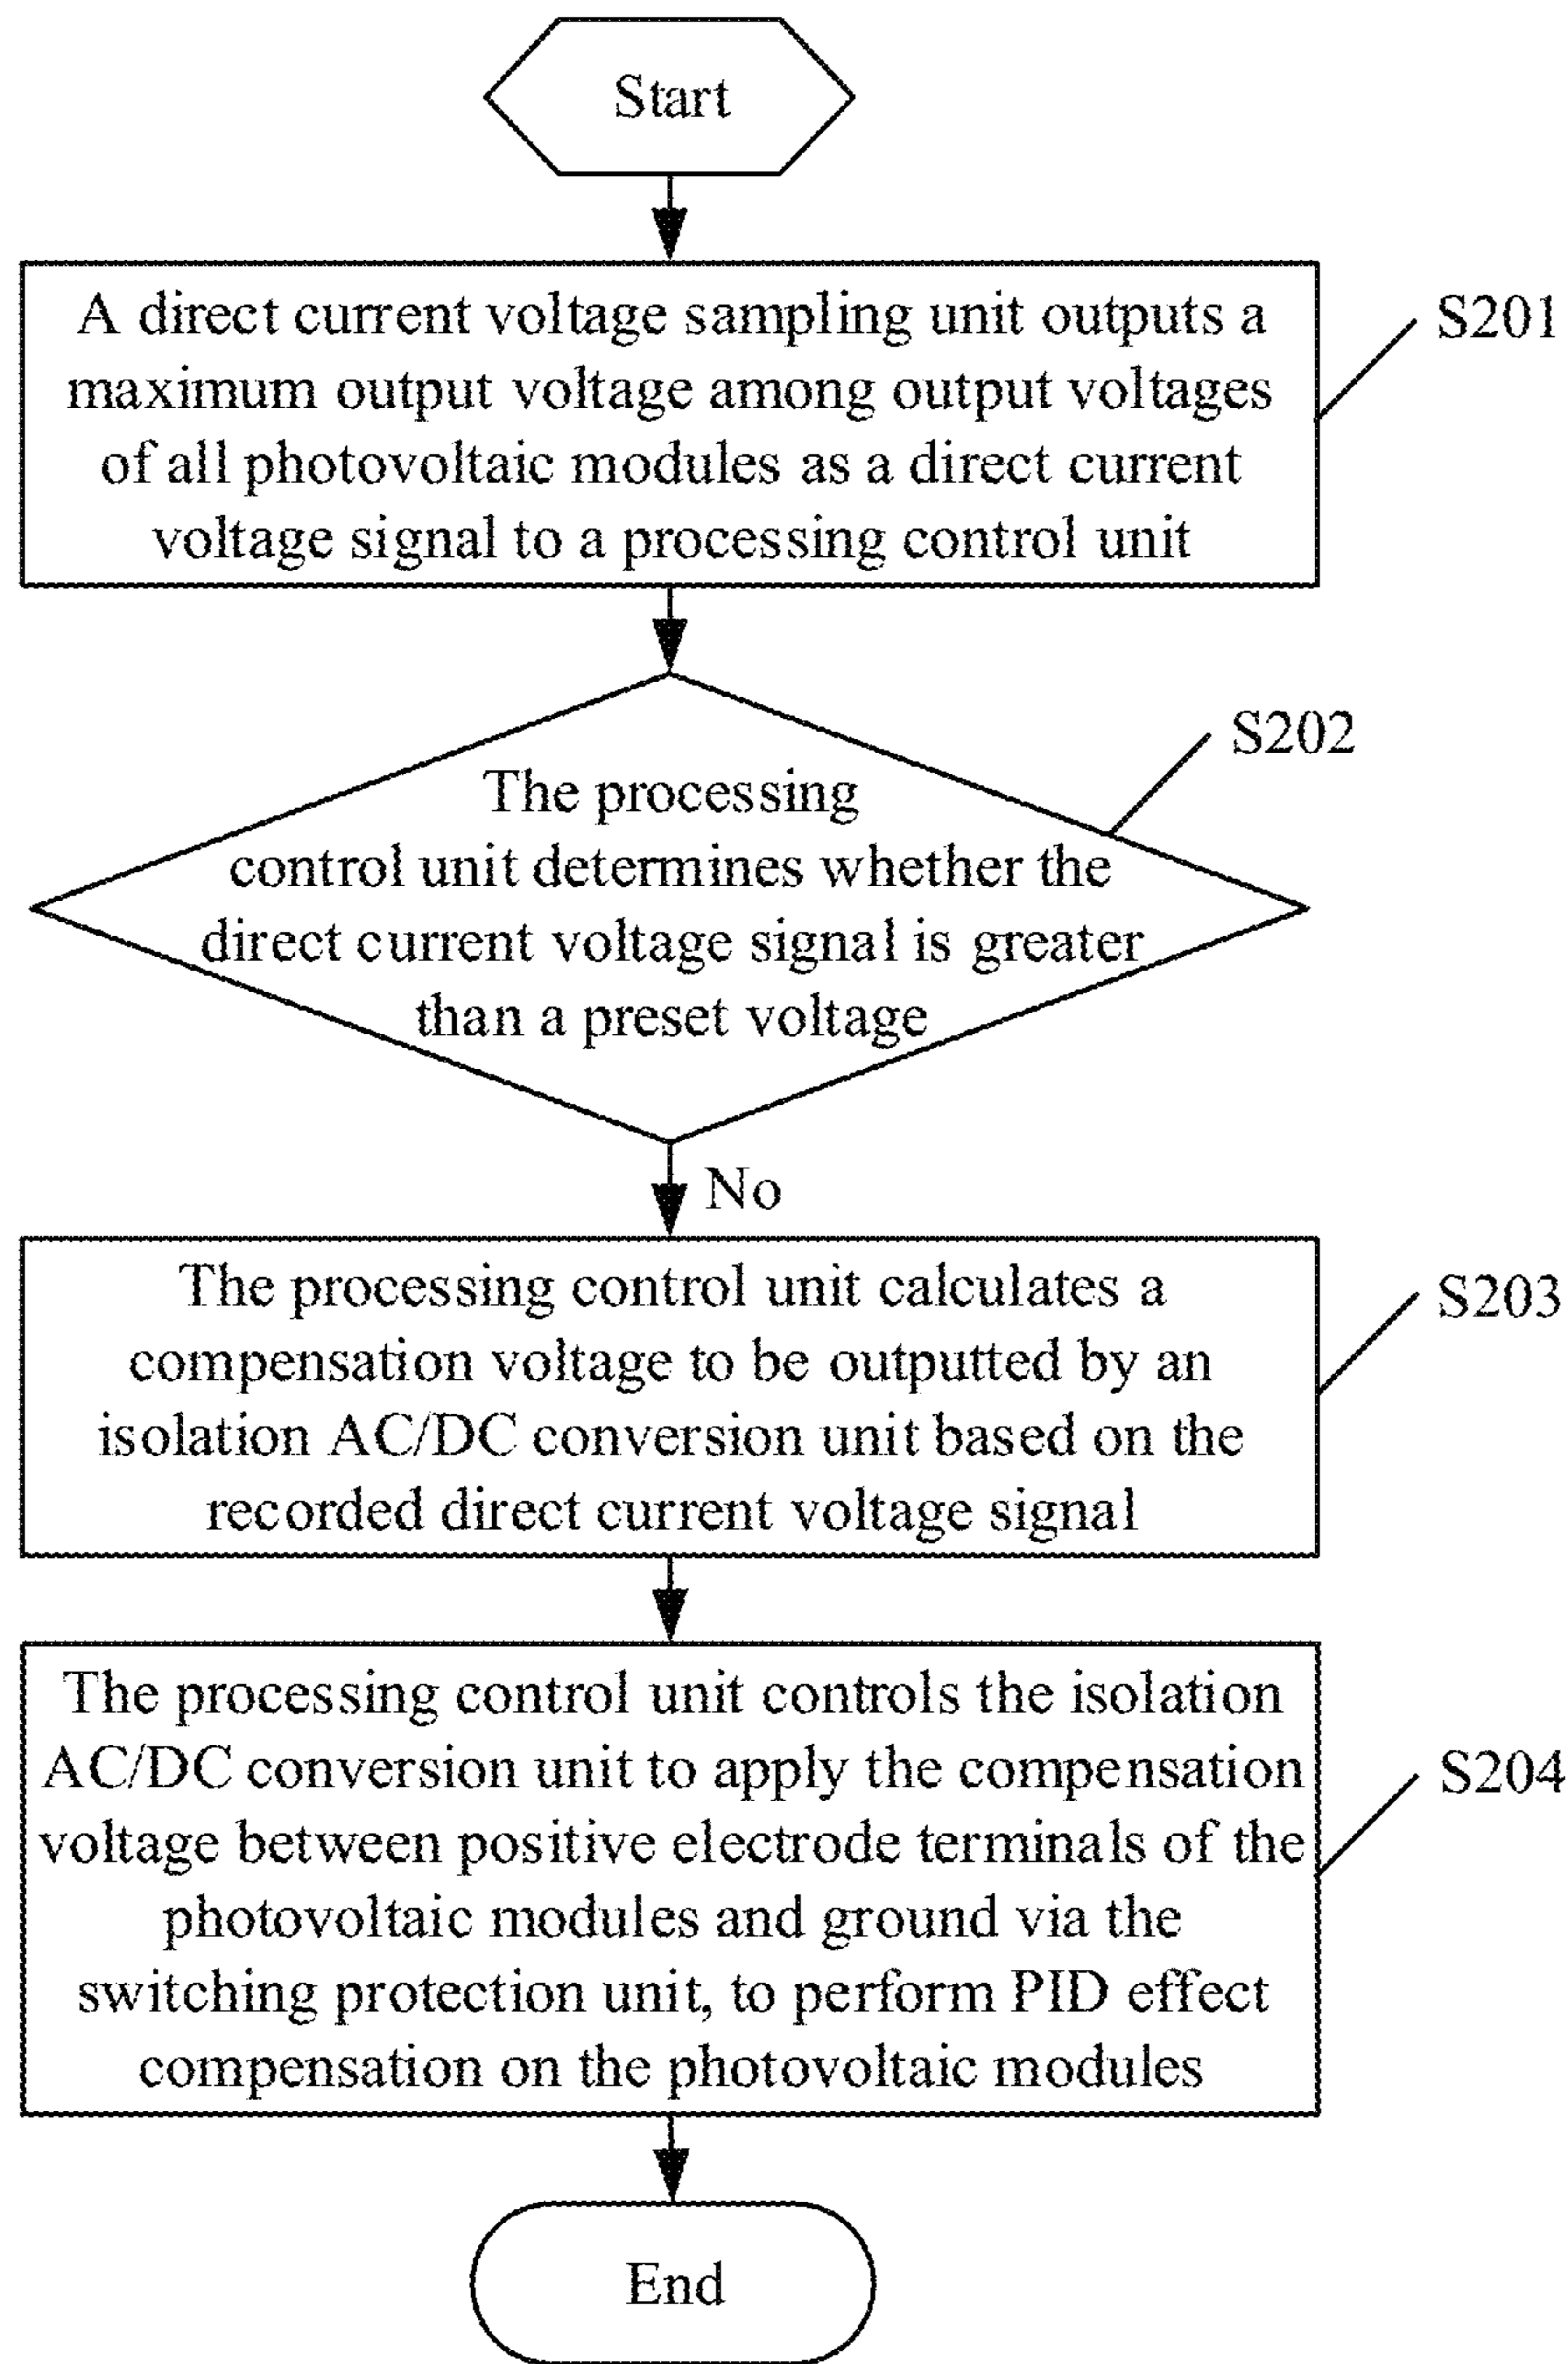 Start
A direct current voltage sampling unit outputs a
maximum output voltage among output voltages
of all photovoltaic modules as a direct current
voltage signal to a processing control unit
S201
S202
The processing
control unit determines whether the
direct current voltage signal is greater
than a preset voltage
No
The processing control unit calculates a
compensation voltage to be outputted by an
isolation AC/DC conversion unit based on the
recorded direct current voltage signal
S203
The processing control unit controls the isolation
AC/DC conversion unit to apply the compensation
voltage between positive electrode terminals of the
photovoltaic modules and ground via the
switching protection unit, to perform PID effect
compensation on the photovoltaic modules
S204
End